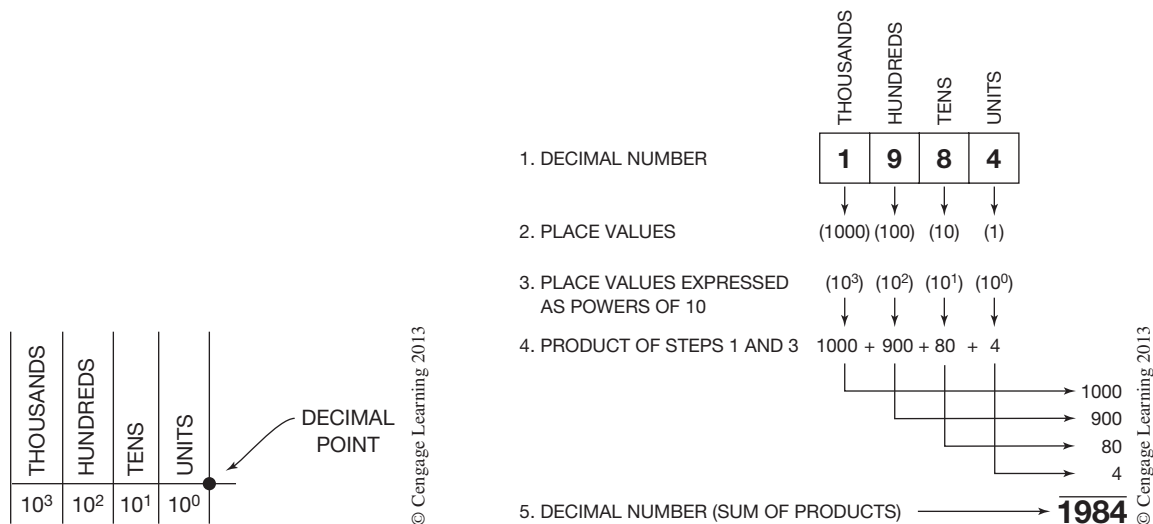 THOUSANDS
HUNDREDS
TENS
UNITS
10³ 10² 10¹ 10⁰
DECIMAL
POINT
© Cengage Learning 2013
THOUSANDS
HUNDREDS
TENS
UNITS
1. DECIMAL NUMBER 1 9 8 4
2. PLACE VALUES (1000) (100) (10) (1)
3. PLACE VALUES EXPRESSED (10³) (10²) (10¹) (10⁰)
AS POWERS OF 10
4. PRODUCT OF STEPS 1 AND 3 1000 + 900 + 80 + 4
1000
900
80
4
5. DECIMAL NUMBER (SUM OF PRODUCTS) 1984
© Cengage Learning 2013